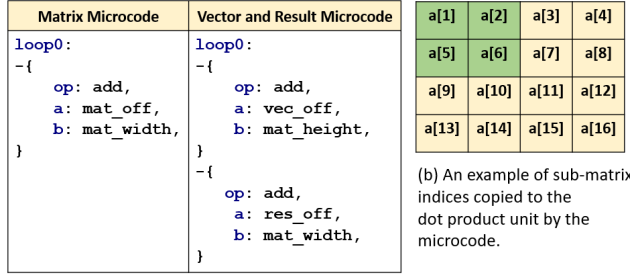 Matrix Microcode
loop0:
-{
op: add,
a: mat_off,
b: mat_width,
}
Vector and Result Microcode
loop0:
-{
op: add,
a: vec_off,
b: mat_height,
}
-{
op: add,
a: res_off,
b: mat_width,
}
a[1] a[2] a[3] a[4]
a[5] a[6] a[7] a[8]
a[9] a[10] a[11] a[12]
a[13] a[14] a[15] a[16]
(b) An example of sub-matrix
indices copied to the
dot product unit by the
microcode.